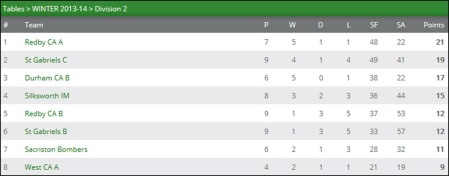 Tables > WINTER 2013-14 > Division 2
# Team P W D L SF SA Points
1 Redby CA A 7 5 1 1 48 22 21
2 St Gabriels C 9 4 1 4 49 41 19
3 Durham CA B 6 5 0 1 38 22 17
4 Silksworth IM 8 3 2 3 36 44 15
5 Redby CA B 9 1 3 5 37 53 12
6 St Gabriels B 9 1 3 5 33 57 12
7 Sacriston Bombers 6 2 1 3 28 32 11
8 West CA A 4 2 1 1 21 19 9